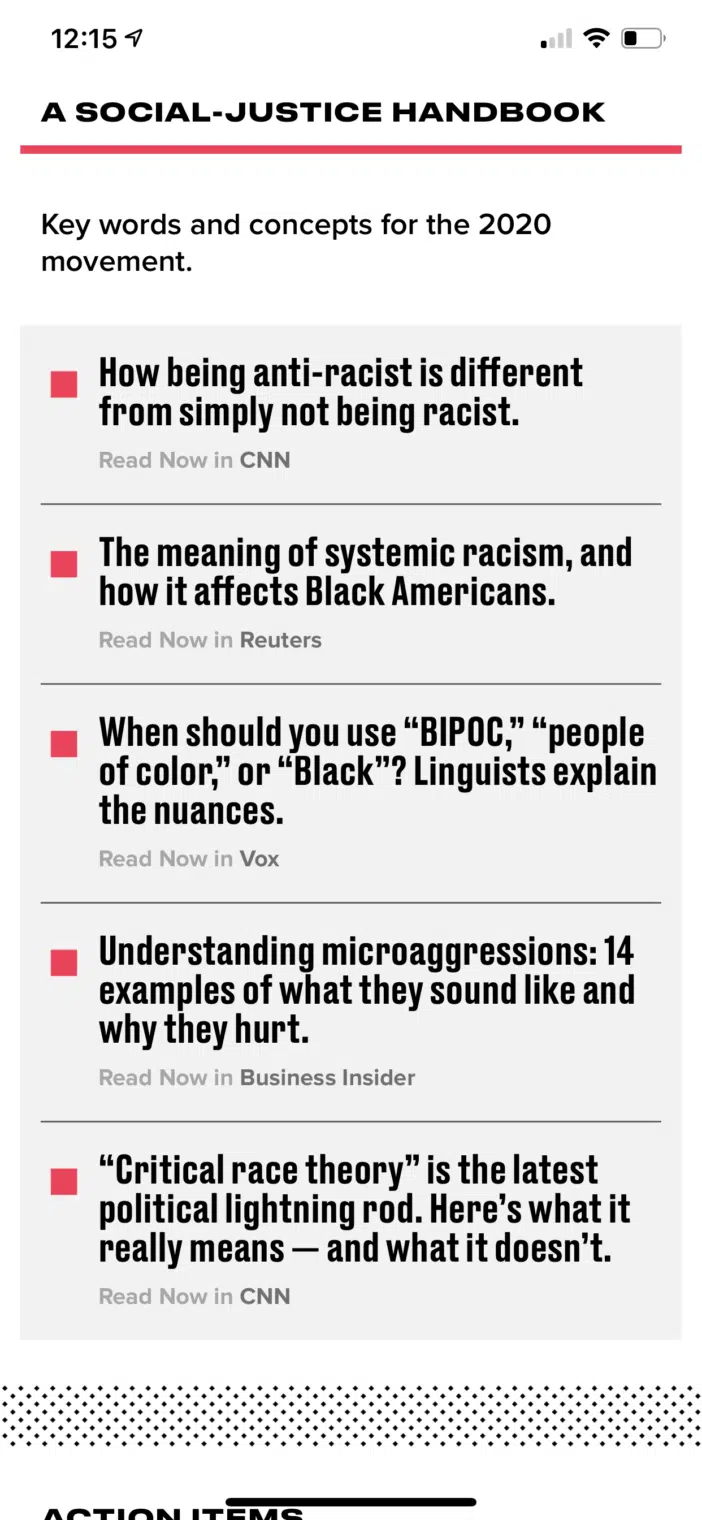 12:15
A SOCIAL-JUSTICE HANDBOOK
Key words and concepts for the 2020
movement.
How being anti-racist is different
from simply not being racist.
Read Now in CNN
The meaning of systemic racism, and
how it affects Black Americans.
Read Now in Reuters
When should you use “BIPOC,” “people
of color,” or “Black”? Linguists explain
the nuances.
Read Now in Vox
Understanding microaggressions: 14
examples of what they sound like and
why they hurt.
Read Now in Business Insider
“Critical race theory” is the latest
political lightning rod. Here’s what it
really means — and what it doesn’t.
Read Now in CNN
ACTION ITEMS